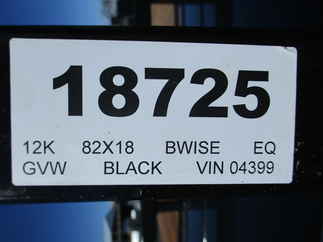 18725
12K 82X18 BWISE EQ
GVW BLACK VIN 04399